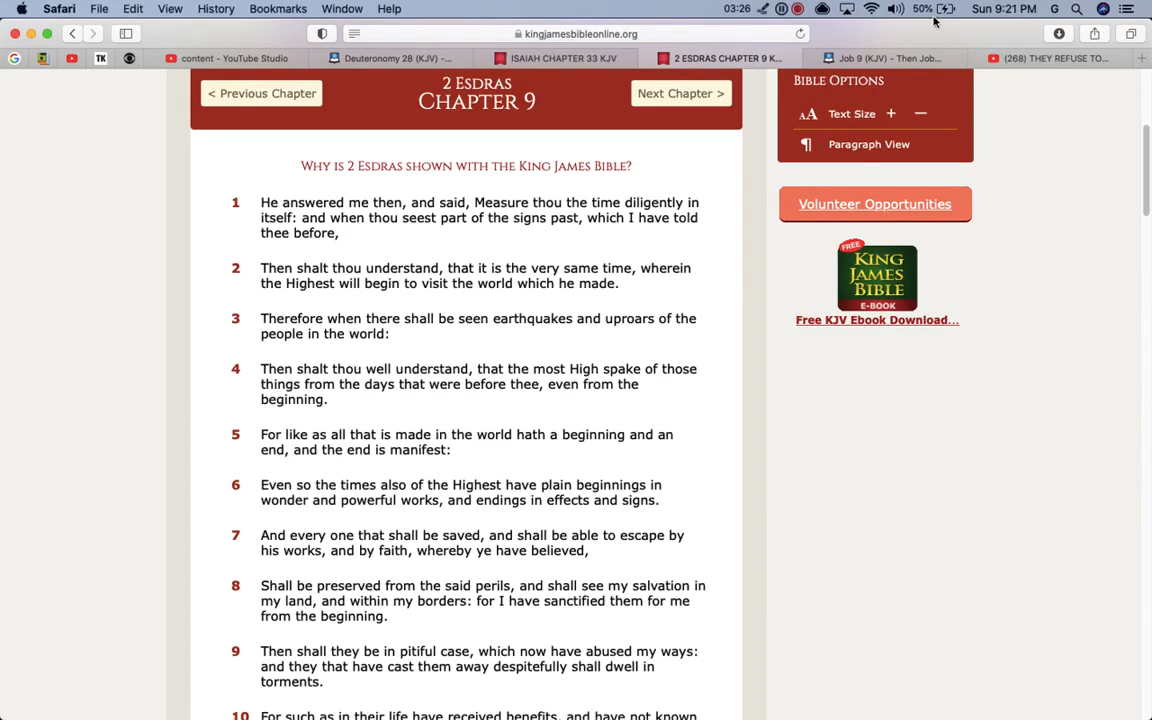 Safari File Edit View History Bookmarks Window Help 03:26 50% Sun 9:21 PM G
kingjamesbibleonline.org
G TK content - YouTube Studio Deuteronomy 28 (KJV) -... ISAIAH CHAPTER 33 KJV 2 ESDRAS CHAPTER 9 K... Job 9 (KJV) - Then Job... (268) THEY REFUSE TO... +
< Previous Chapter
2 ESDRAS
CHAPTER 9
Next Chapter >
WHY IS 2 ESDRAS SHOWN WITH THE KING JAMES BIBLE?
1 He answered me then, and said, Measure thou the time diligently in
itself: and when thou seest part of the signs past, which I have told
thee before,
2 Then shalt thou understand, that it is the very same time, wherein
the Highest will begin to visit the world which he made.
3 Therefore when there shall be seen earthquakes and uproars of the
people in the world:
4 Then shalt thou well understand, that the most High spake of those
things from the days that were before thee, even from the
beginning.
5 For like as all that is made in the world hath a beginning and an
end, and the end is manifest:
6 Even so the times also of the Highest have plain beginnings in
wonder and powerful works, and endings in effects and signs.
7 And every one that shall be saved, and shall be able to escape by
his works, and by faith, whereby ye have believed,
8 Shall be preserved from the said perils, and shall see my salvation in
my land, and within my borders: for I have sanctified them for me
from the beginning.
9 Then shall they be in pitiful case, which now have abused my ways:
and they that have cast them away despitefully shall dwell in
torments.
10 For such as in their life have received benefits, and have not known
BIBLE OPTIONS
AA Text Size + —
¶ Paragraph View
Volunteer Opportunities
FREE
KING
JAMES
BIBLE
E-BOOK
Free KJV Ebook Download...